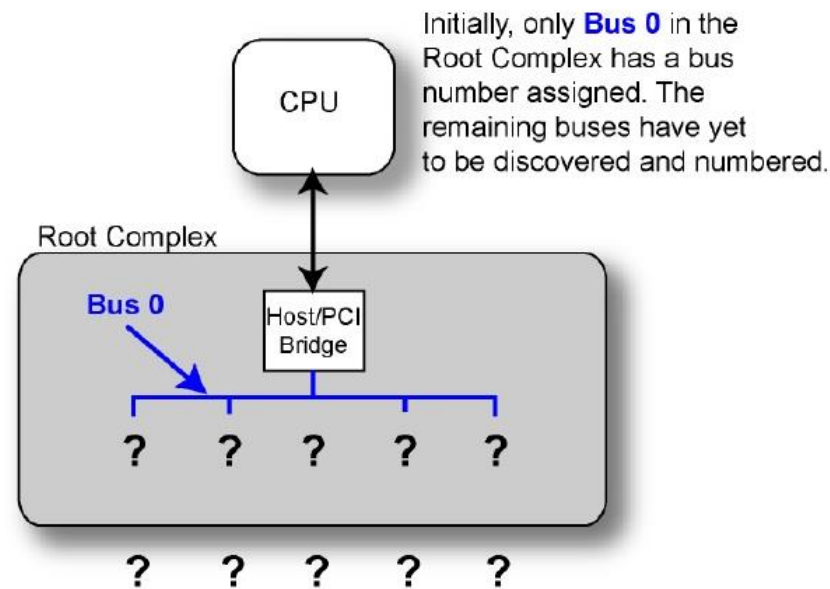 Initially, only Bus 0 in the
Root Complex has a bus
number assigned. The
remaining buses have yet
to be discovered and numbered.
CPU
Root Complex
Bus 0
Host/PCI
Bridge
? ? ? ? ?
? ? ? ? ?